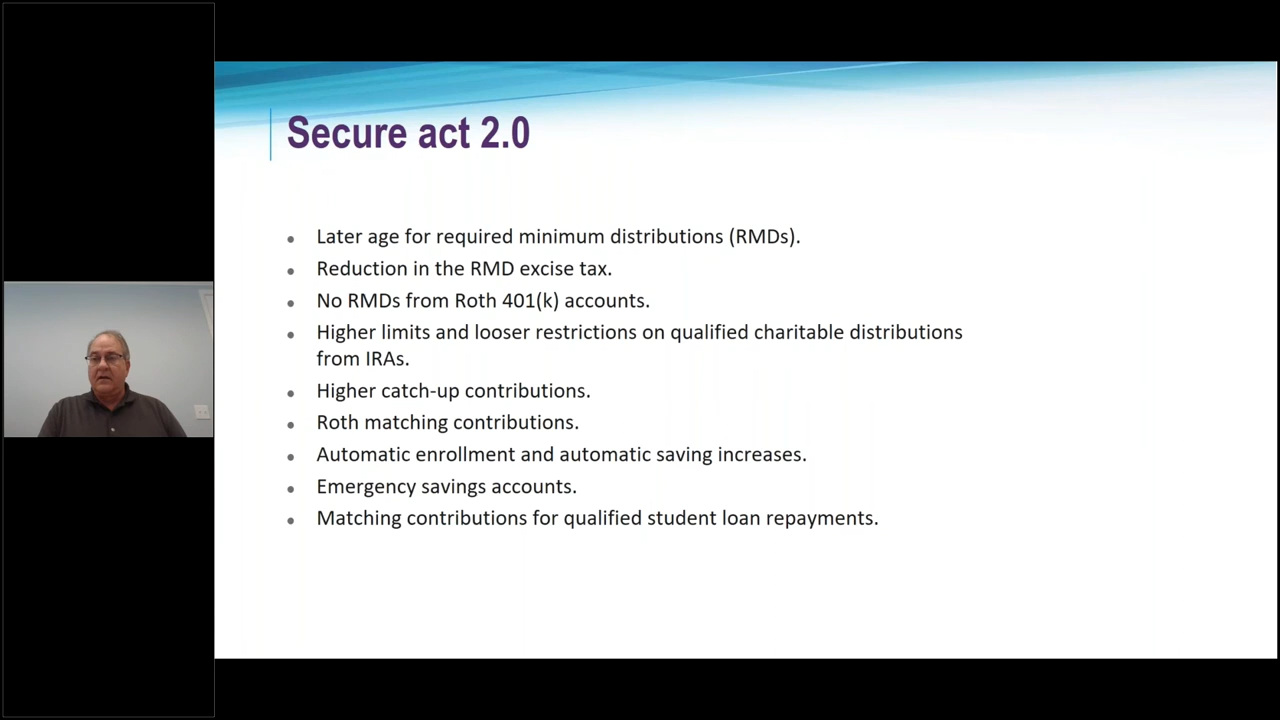 Secure act 2.0
Later age for required minimum distributions (RMDs).
Reduction in the RMD excise tax.
No RMDs from Roth 401(k) accounts.
Higher limits and looser restrictions on qualified charitable distributions
from IRAs.
Higher catch-up contributions.
Roth matching contributions.
Automatic enrollment and automatic saving increases.
Emergency savings accounts.
Matching contributions for qualified student loan repayments.